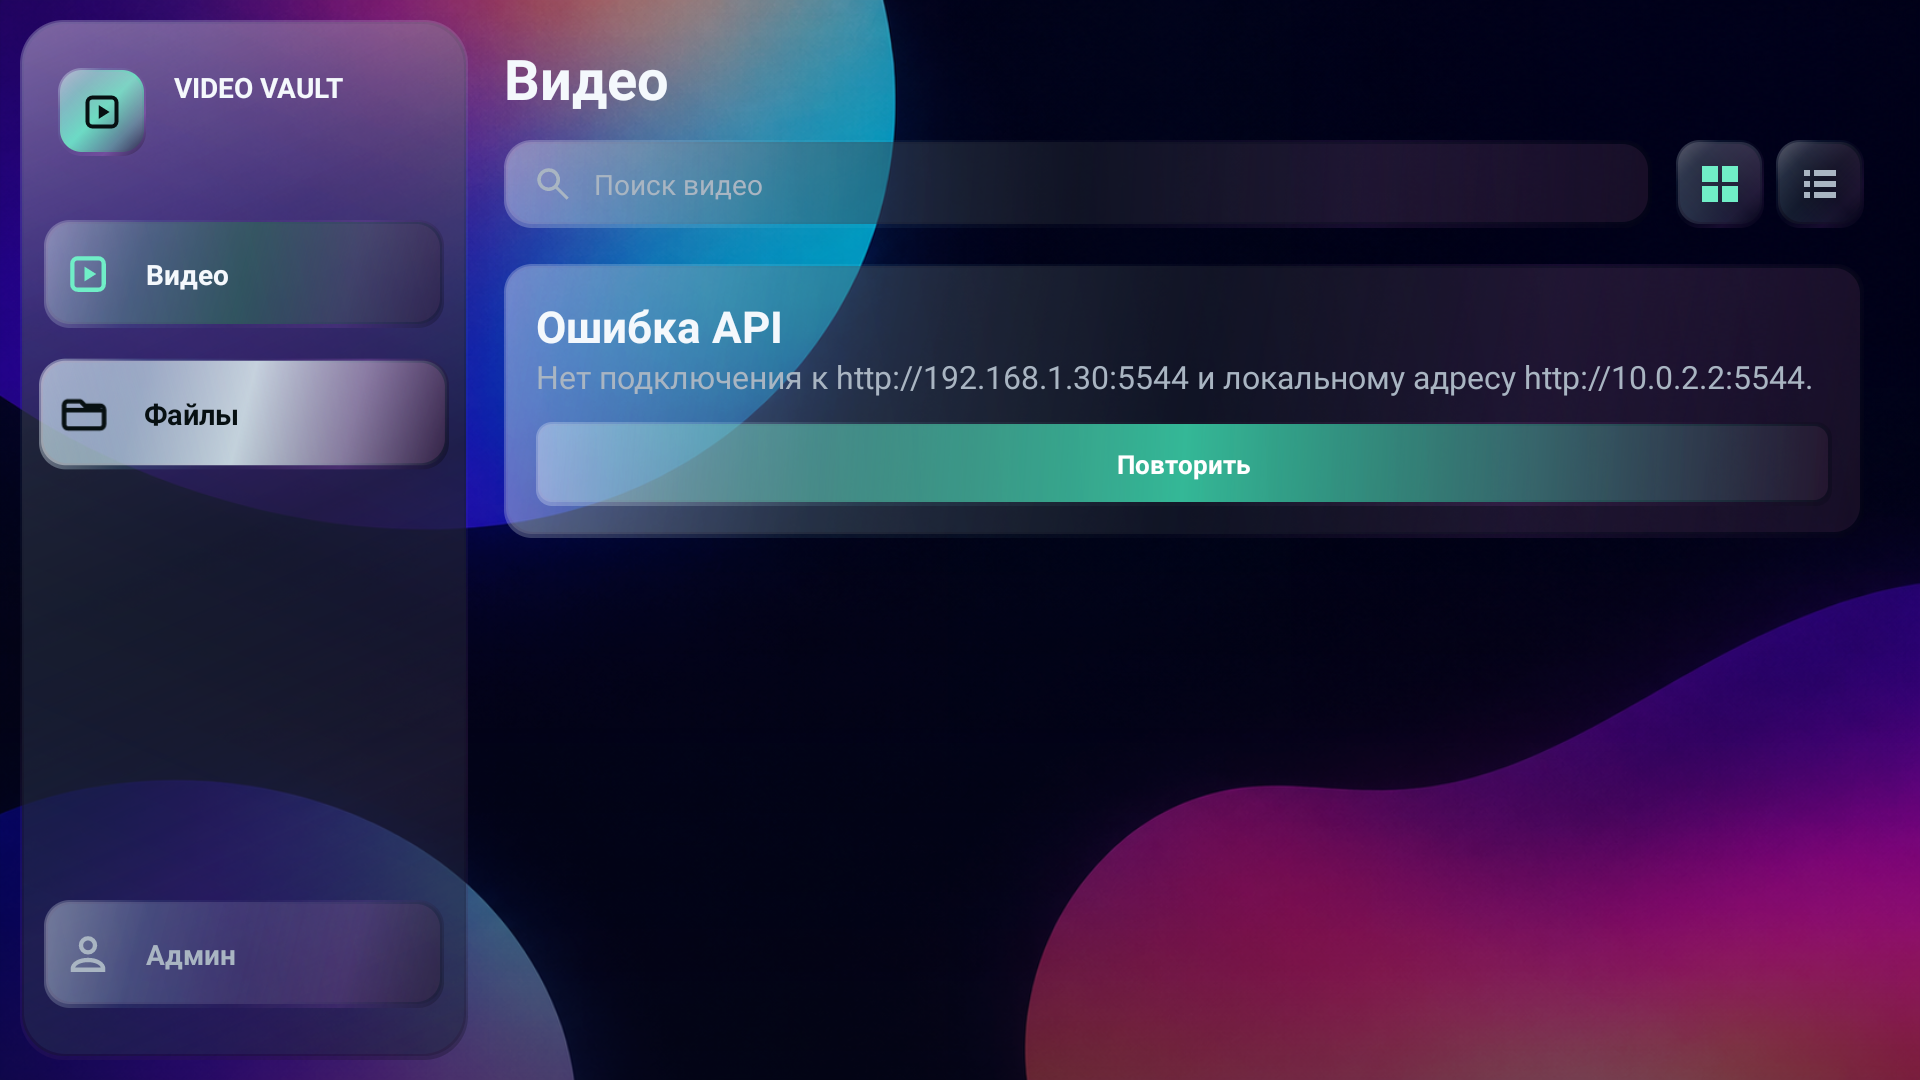 VIDEO VAULT
Видео
Файлы
Админ
Видео
Поиск видео
Ошибка API
Нет подключения к http://192.168.1.30:5544 и локальному адресу http://10.0.2.2:5544.
Повторить